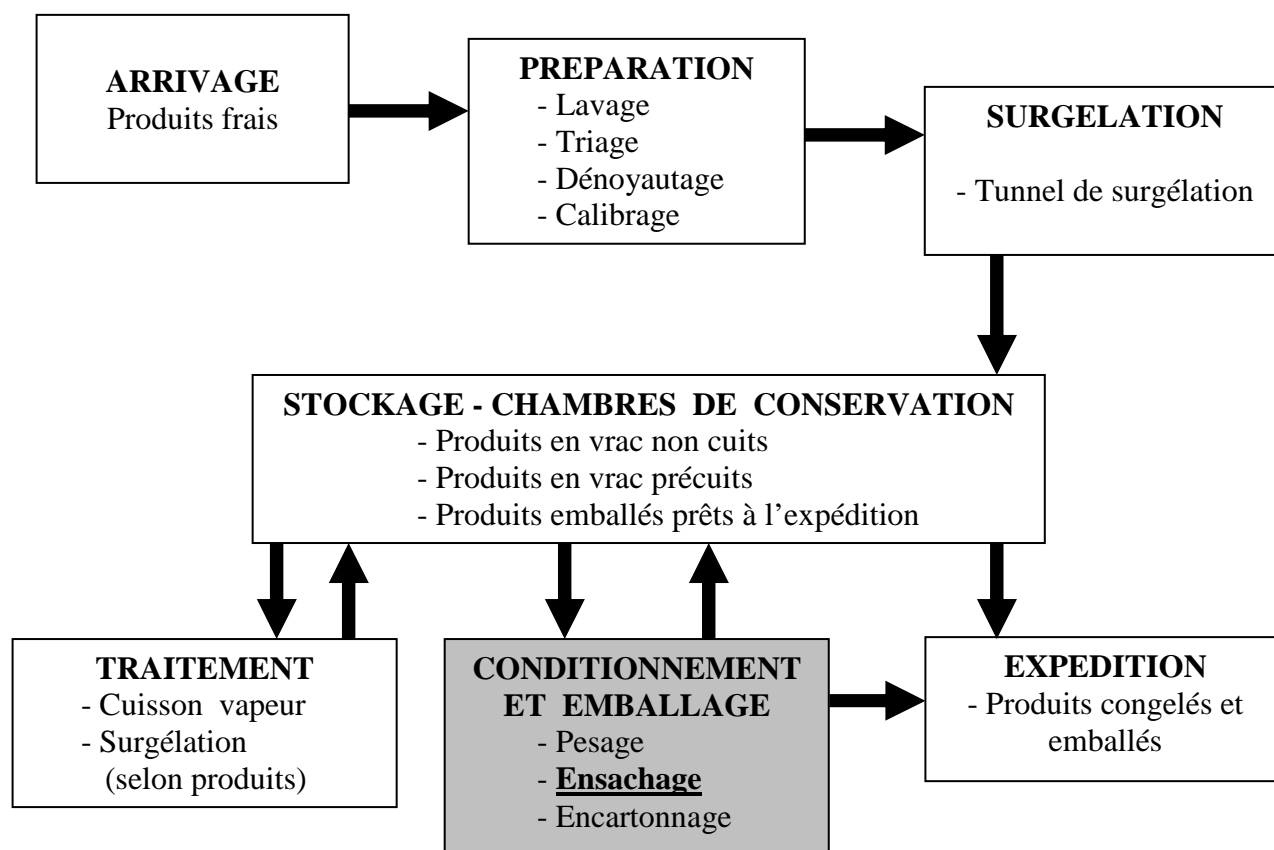 ARRIVAGE
Produits frais
PREPARATION
- Lavage
- Triage
- Dénoyautage
- Calibrage
SURGELATION
- Tunnel de surgélation
STOCKAGE - CHAMBRES DE CONSERVATION
- Produits en vrac non cuits
- Produits en vrac précuits
- Produits emballés prêts à l’expédition
TRAITEMENT
- Cuisson vapeur
- Surgélation
(selon produits)
CONDITIONNEMENT
ET EMBALLAGE
- Pesage
- Ensachage
- Encartonnage
EXPEDITION
- Produits congelés et
emballés